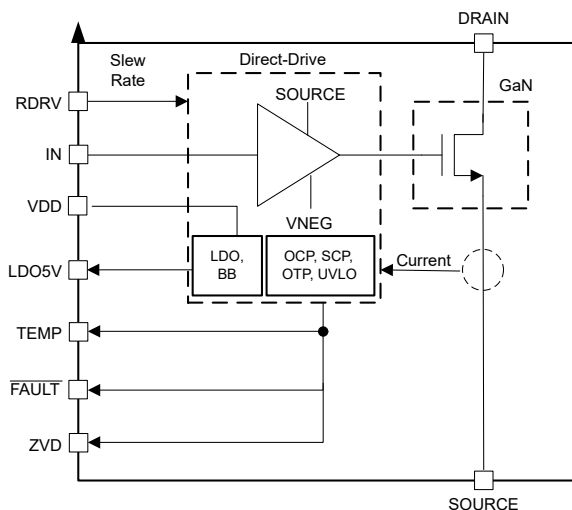 DRAIN
Slew
Rate
Direct-Drive
GaN
RDRV
SOURCE
IN
VDD
VNEG
LDO,
BB
OCP, SCP,
OTP, UVLO
Current
LDO5V
TEMP
FAULT
ZVD
SOURCE